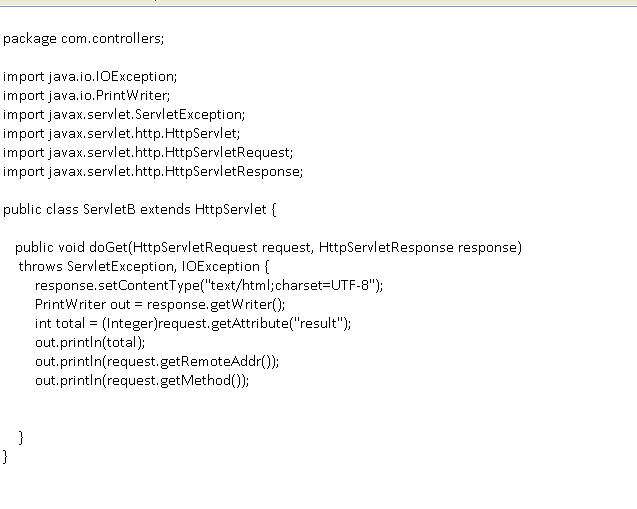 package com.controllers;
import java.io.IOException;
import java.io.PrintWriter;
import javax.servlet.ServletException;
import javax.servlet.http.HttpServlet;
import javax.servlet.http.HttpServletRequest;
import javax.servlet.http.HttpServletResponse;
public class ServletB extends HttpServlet {
public void doGet(HttpServletRequest request, HttpServletResponse response)
throws ServletException, IOException {
response.setContentType("text/html;charset=UTF-8");
PrintWriter out = response.getWriter();
int total = (Integer)request.getAttribute("result");
out.println(total);
out.println(request.getRemoteAddr());
out.println(request.getMethod());
}
}